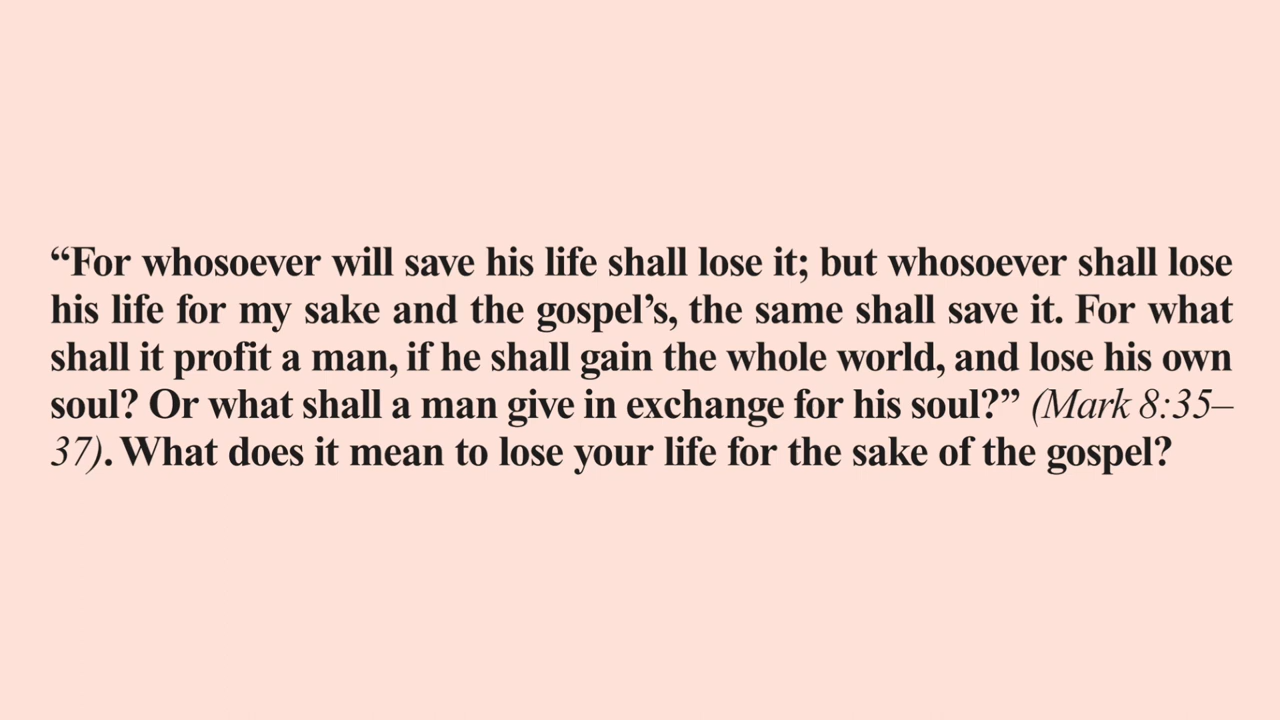 “For whosoever will save his life shall lose it; but whosoever shall lose
his life for my sake and the gospel’s, the same shall save it. For what
shall it profit a man, if he shall gain the whole world, and lose his own
soul? Or what shall a man give in exchange for his soul?” (Mark 8:35–
37). What does it mean to lose your life for the sake of the gospel?